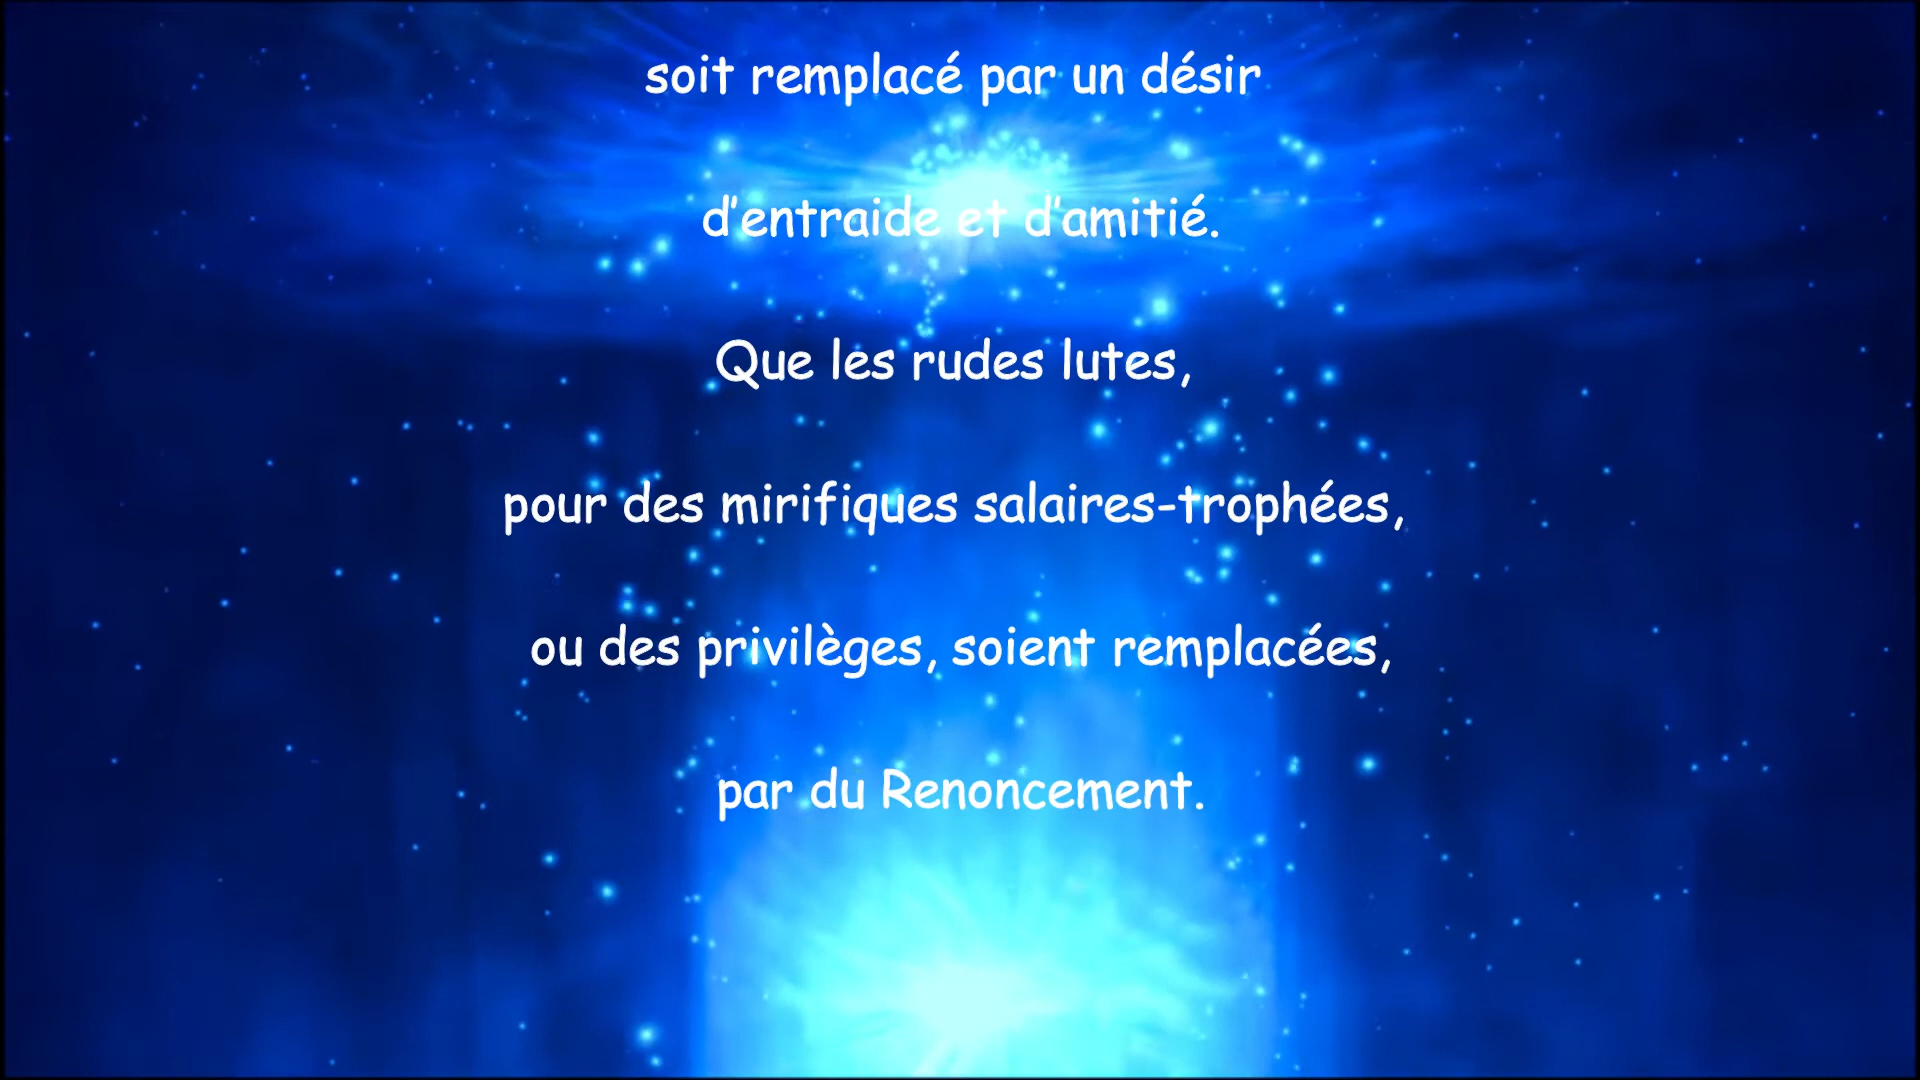 soit remplacé par un désir
d’entraide et d’amitié.
Que les rudes lutes,
pour des mirifiques salaires-trophées,
ou des privilèges, soient remplacées,
par du Renoncement.